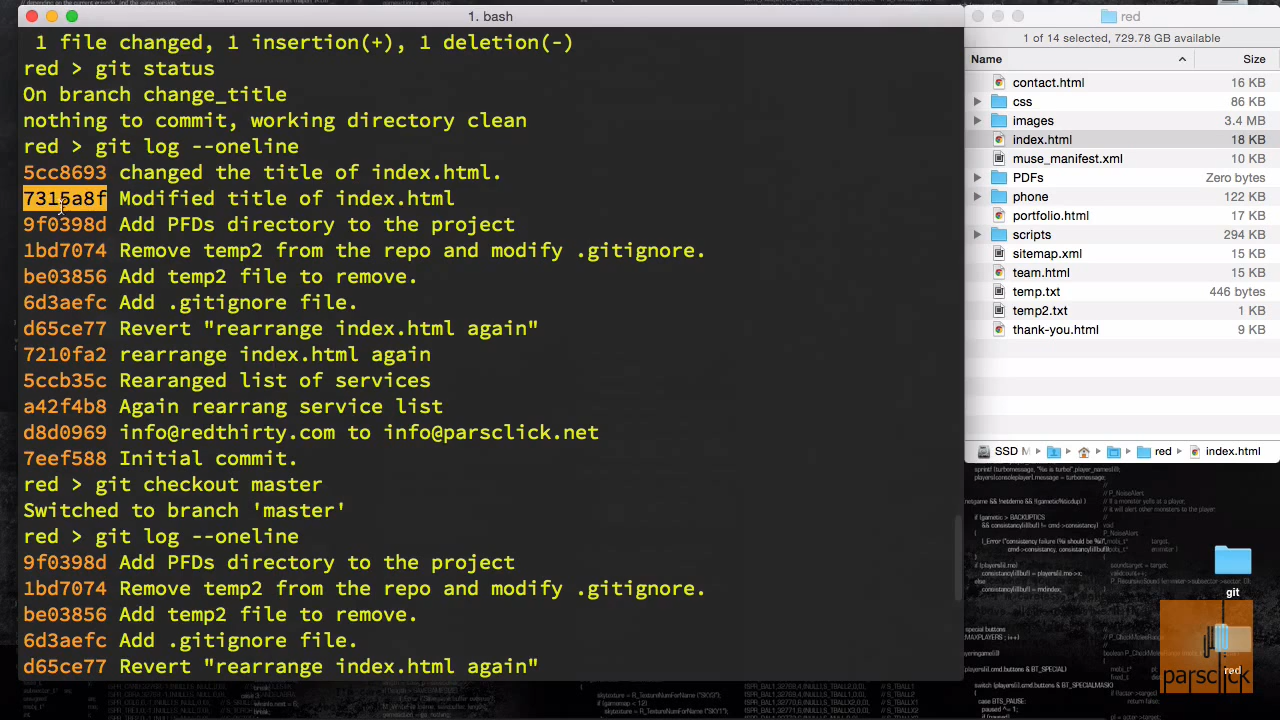 1. bash
1 file changed, 1 insertion(+), 1 deletion(-)
red > git status
On branch change_title
nothing to commit, working directory clean
red > git log --oneline
5cc8693 changed the title of index.html.
7315a8f Modified title of index.html
9f0398d Add PFDs directory to the project
1bd7074 Remove temp2 from the repo and modify .gitignore.
be03856 Add temp2 file to remove.
6d3aefc Add .gitignore file.
d65ce77 Revert "rearrange index.html again"
7210fa2 rearrange index.html again
5ccb35c Rearanged list of services
a42f4b8 Again rearrang service list
d8d0969 info@redthirty.com to info@parsclick.net
7eef588 Initial commit.
red > git checkout master
Switched to branch 'master'
red > git log --oneline
9f0398d Add PFDs directory to the project
1bd7074 Remove temp2 from the repo and modify .gitignore.
be03856 Add temp2 file to remove.
6d3aefc Add .gitignore file.
d65ce77 Revert "rearrange index.html again"
red
1 of 14 selected, 729.78 GB available
Name Size
contact.html 16 KB
css 86 KB
images 3.4 MB
index.html 18 KB
muse_manifest.xml 10 KB
PDFs Zero bytes
phone 122 KB
portfolio.html 17 KB
scripts 294 KB
sitemap.xml 15 KB
team.html 15 KB
temp.txt 446 bytes
temp2.txt 1 KB
thank-you.html 9 KB
SSD red index.html
git
red
parsclick